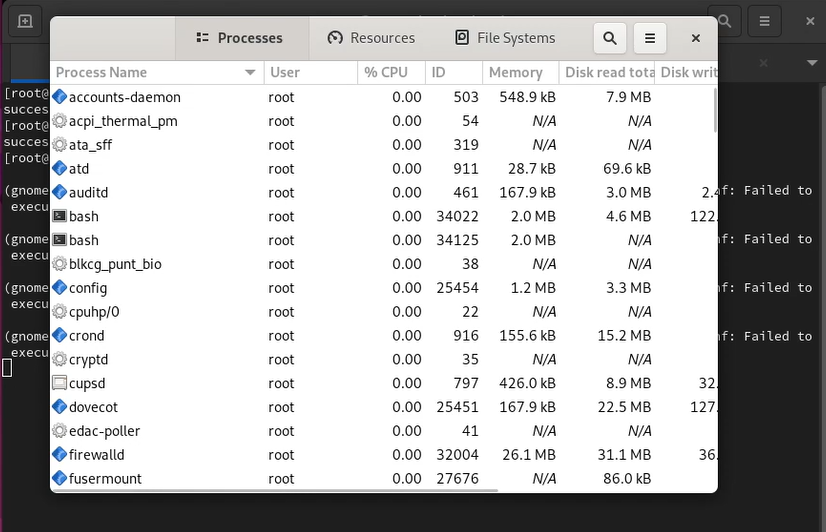 Processes Resources File Systems
Process Name User % CPU ID Memory Disk read tota Disk writ
accounts-daemon root 0.00 503 548.9 kB 7.9 MB
acpi_thermal_pm root 0.00 54 N/A N/A
ata_sff root 0.00 319 N/A N/A
atd root 0.00 911 28.7 kB 69.6 kB
auditd root 0.00 461 167.9 kB 3.0 MB 2.4
bash root 0.00 34022 2.0 MB 4.6 MB 122.
bash root 0.00 34125 2.0 MB N/A
blkcg_punt_bio root 0.00 38 N/A N/A
config root 0.00 25454 1.2 MB 3.3 MB
cpuhp/0 root 0.00 22 N/A N/A
crond root 0.00 916 155.6 kB 15.2 MB
cryptd root 0.00 35 N/A N/A
cupsd root 0.00 797 426.0 kB 8.9 MB 32.
dovecot root 0.00 25451 167.9 kB 22.5 MB 127.
edac-poller root 0.00 41 N/A N/A
firewalld root 0.00 32004 26.1 MB 31.1 MB 36.
fusermount root 0.00 27676 N/A 86.0 kB
[root@
succes
[root@
succes
[root@
(gnome nf: Failed to
execu
(gnome nf: Failed to
execu
(gnome nf: Failed to
execu
(gnome nf: Failed to
execu